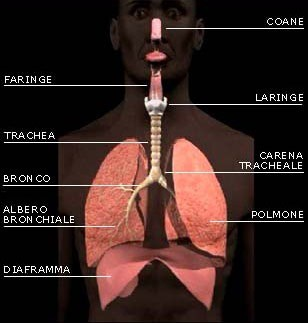 COANE
FARINGE
LARINGE
TRACHEA
CARENA
TRACHEALE
BRONCO
ALBERO
BRONCHIALE
POLMONE
DIAFRAMMA